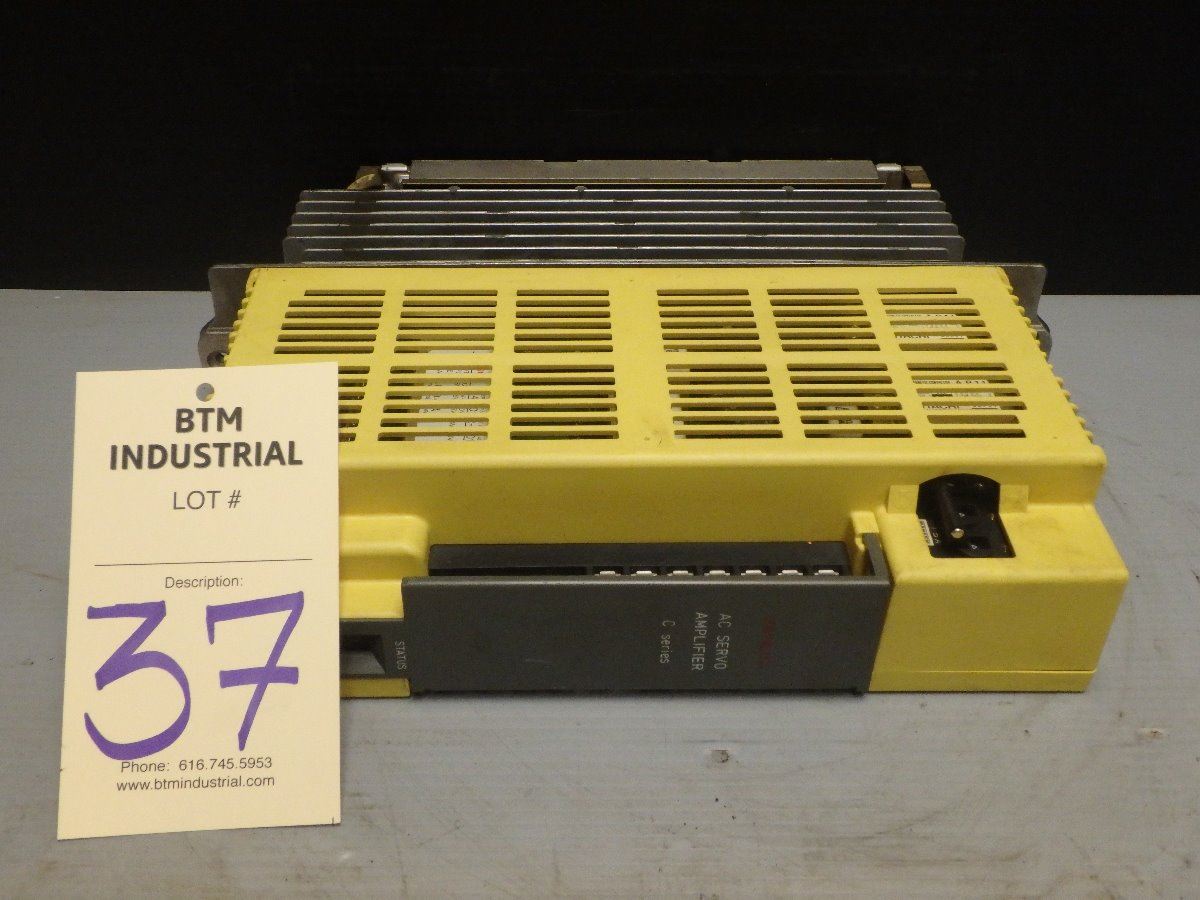 BTM
INDUSTRIAL
LOT #
Description:
37
Phone: 616.745.5953
www.btmindustrial.com
STATUS
AC SERVO
AMPLIFIER
C series